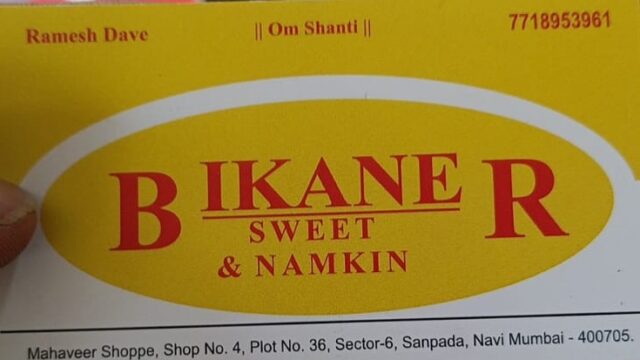 Ramesh Dave || Om Shanti || 7718953961
BIKANER
SWEET
& NAMKIN
Mahaveer Shoppe, Shop No. 4, Plot No. 36, Sector-6, Sanpada, Navi Mumbai - 400705.